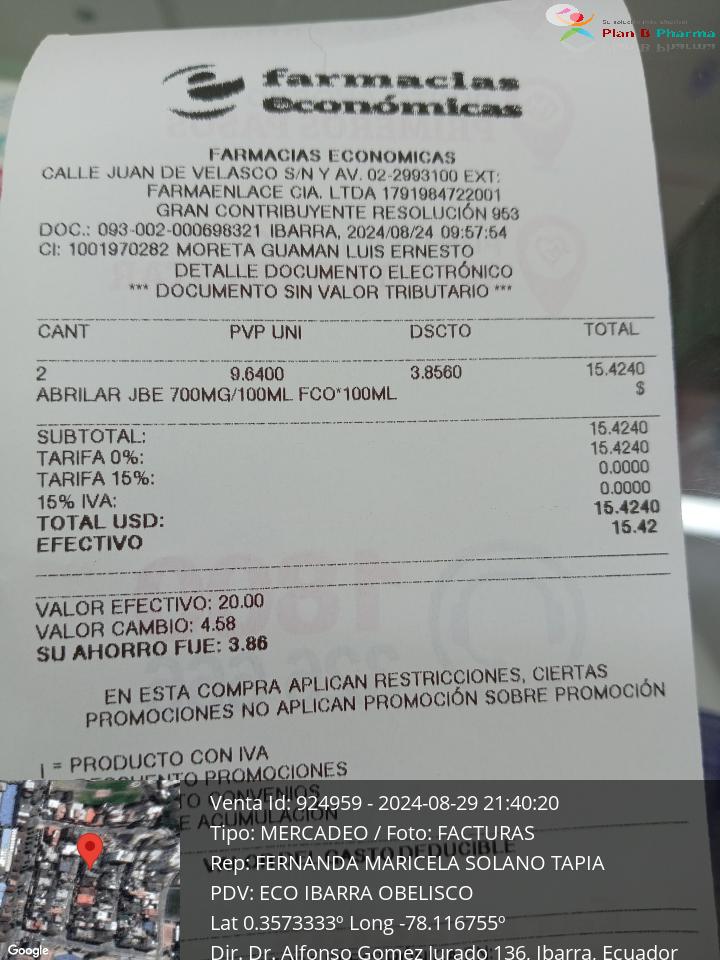 Su solución más efectiva!
Plan B Pharma
farmacias
económicas
FARMACIAS ECONOMICAS
CALLE JUAN DE VELASCO S/N Y AV. 02-2993100 EXT:
FARMAENLACE CIA. LTDA 1791984722001
GRAN CONTRIBUYENTE RESOLUCIÓN 953
DOC.: 093-002-000698321 IBARRA, 2024/08/24 09:57:54
CI: 1001970282 MORETA GUAMAN LUIS ERNESTO
DETALLE DOCUMENTO ELECTRÓNICO
*** DOCUMENTO SIN VALOR TRIBUTARIO ***
CANT PVP UNI DSCTO TOTAL
2 9.6400 3.8560 15.4240
ABRILAR JBE 700MG/100ML FCO*100ML $
SUBTOTAL: 15.4240
TARIFA 0%: 15.4240
TARIFA 15%: 0.0000
15% IVA: 0.0000
TOTAL USD: 15.4240
EFECTIVO 15.42
VALOR EFECTIVO: 20.00
VALOR CAMBIO: 4.58
SU AHORRO FUE: 3.86
EN ESTA COMPRA APLICAN RESTRICCIONES, CIERTAS
PROMOCIONES NO APLICAN PROMOCIÓN SOBRE PROMOCIÓN
I = PRODUCTO CON IVA
PROMOCIONES
CONVENIOS
ACUMULACION
GASTO DEDUCIBLE
Venta Id: 924959 - 2024-08-29 21:40:20
Tipo: MERCADEO / Foto: FACTURAS
Rep: FERNANDA MARICELA SOLANO TAPIA
PDV: ECO IBARRA OBELISCO
Lat 0.3573333º Long -78.116755º
Dir. Dr. Alfonso Gomez Jurado 136, Ibarra, Ecuador
Google